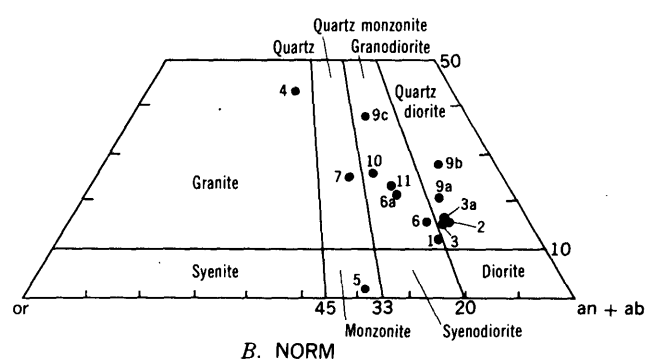 Quartz monzonite
Quartz Granodiorite
50
4
Quartz
diorite
9c
10
9b
7
11
9a
Granite
6a
3a
6
2
1 3
10
Syenite
Diorite
5
or 45 33 20 an + ab
Monzonite Syenodiorite
B. NORM